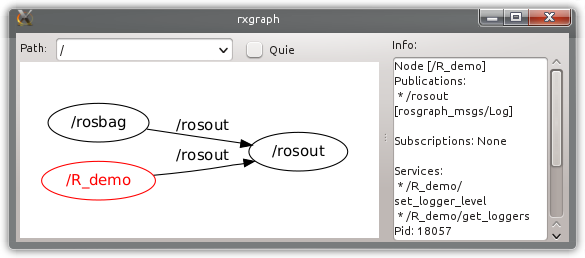 rxgraph
Path: /
Quie
Info:
/rosbag
/rosout
/rosout
/rosout
/R_demo
Node [/R_demo]
Publications:
* /rosout
[rosgraph_msgs/Log]
Subscriptions: None
Services:
* /R_demo/
set_logger_level
* /R_demo/get_loggers
Pid: 18057